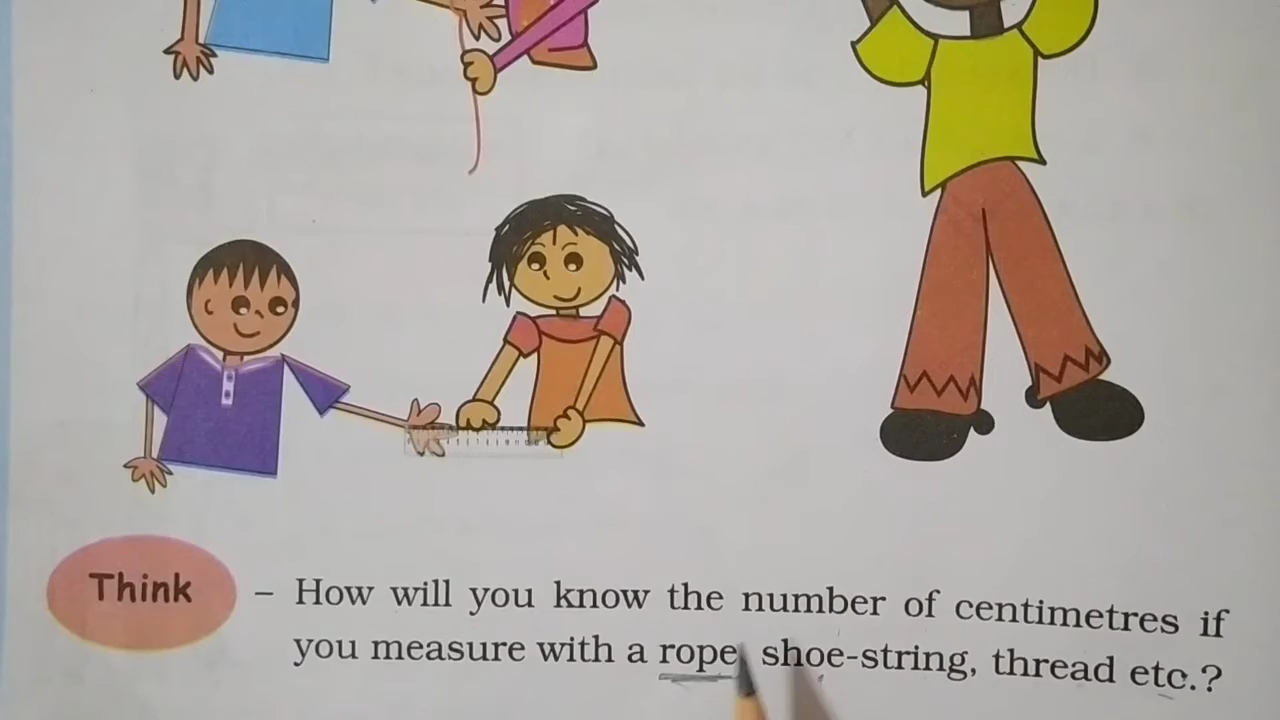 Think – How will you know the number of centimetres if
you measure with a rope, shoe-string, thread etc.?